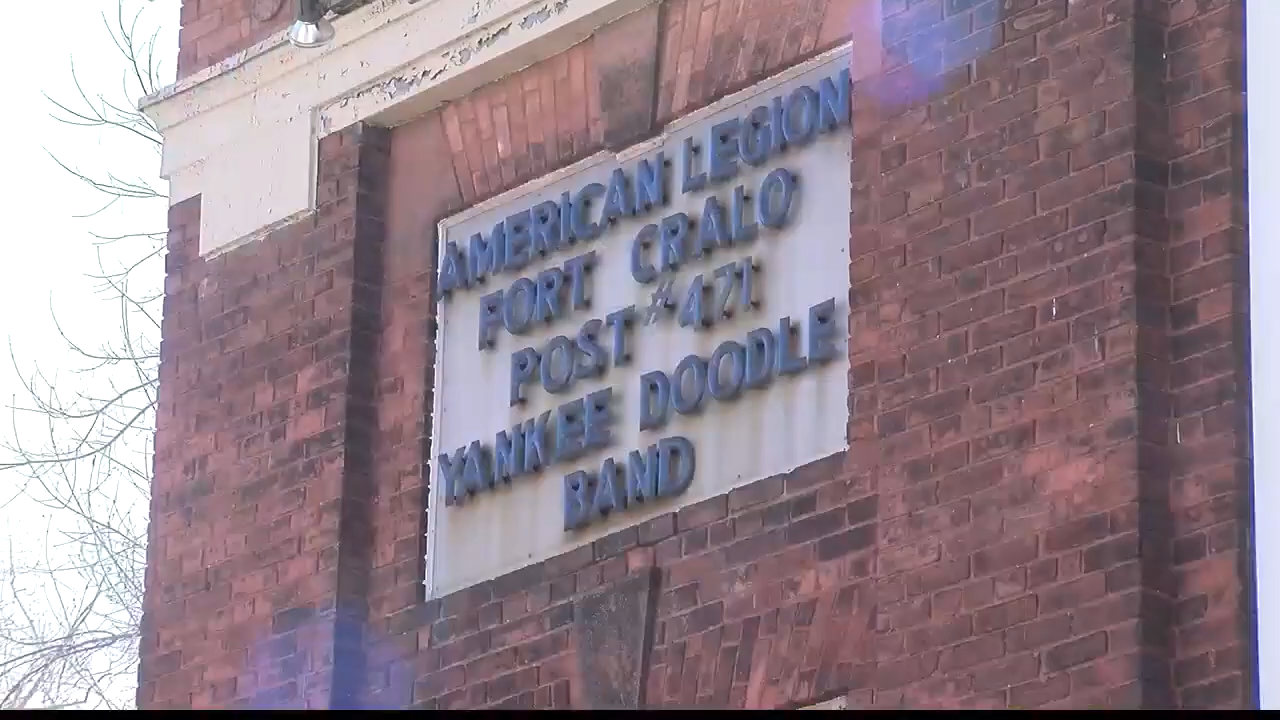 AMERICAN LEGION
FORT CRALO
POST #471
YANKEE DOODLE
BAND